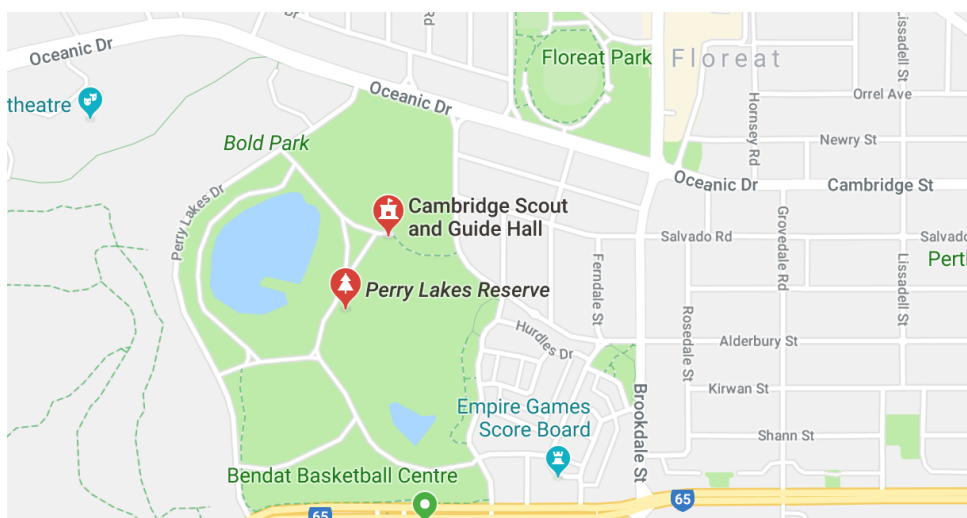 Oceanic Dr
Rd
Lissadell St
Floreat Park
Floreat
theatre
Oceanic Dr
Orrel Ave
Hornsey Rd
Bold Park
Newry St
Oceanic Dr
Cambridge St
Perry Lakes Dr
Cambridge Scout
and Guide Hall
Salvado Rd
Grovedale Rd
Salvado
Pert
Ferndale St
Lissadell St
Perry Lakes Reserve
Rosedale St
Hurdles Dr
Alderbury St
Kirwan St
Brookdale St
Empire Games
Score Board
Shann St
Bendat Basketball Centre
65
65